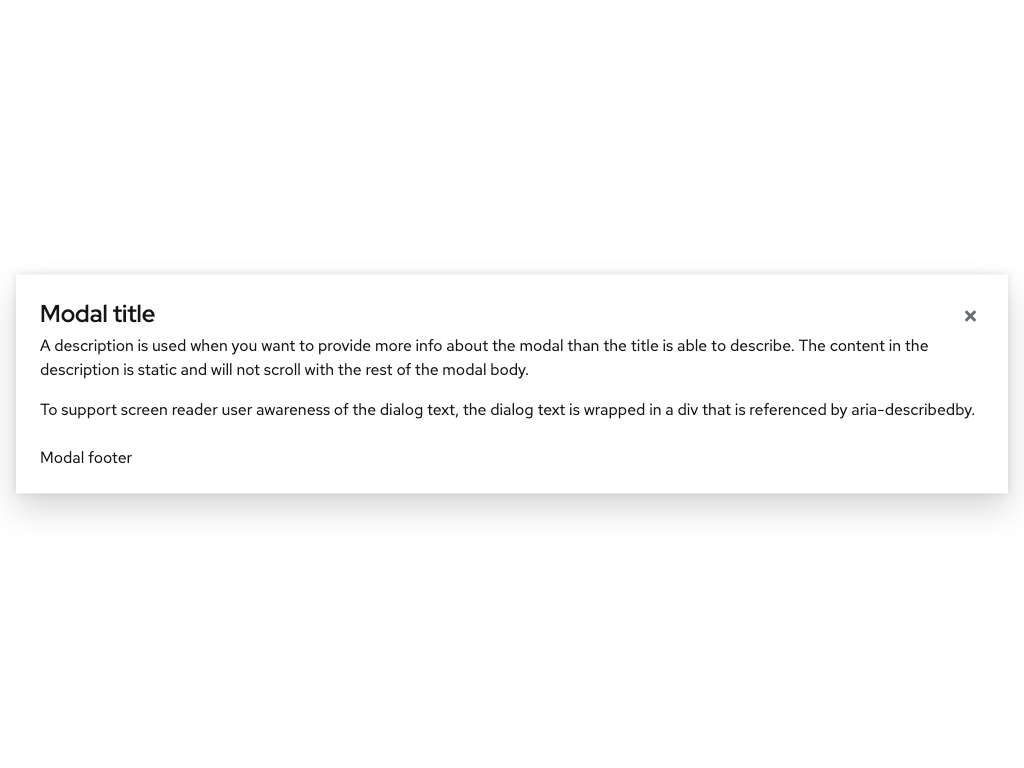 Modal title
A description is used when you want to provide more info about the modal than the title is able to describe. The content in the
description is static and will not scroll with the rest of the modal body.
To support screen reader user awareness of the dialog text, the dialog text is wrapped in a div that is referenced by aria-describedby.
Modal footer